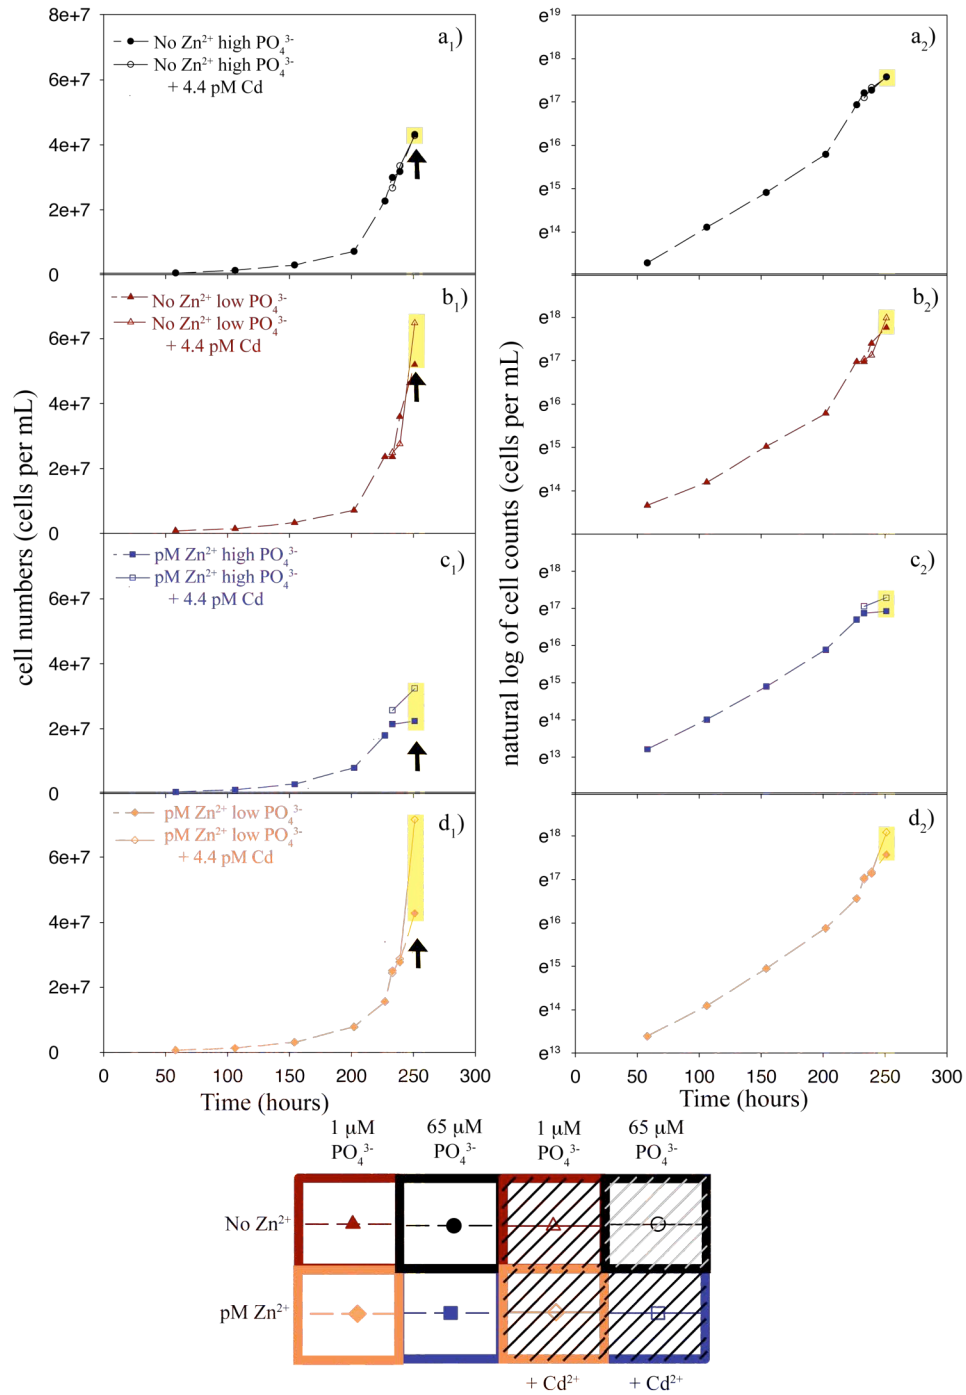 8e+7
6e+7
4e+7
2e+7
0
No Zn²⁺ high PO₄³⁻
No Zn²⁺ high PO₄³⁻
+ 4.4 pM Cd
a₁)
e¹⁹
e¹⁸
e¹⁷
e¹⁶
e¹⁵
e¹⁴
a₂)
6e+7
4e+7
2e+7
0
No Zn²⁺ low PO₄³⁻
No Zn²⁺ low PO₄³⁻
+ 4.4 pM Cd
b₁)
e¹⁸
e¹⁷
e¹⁶
e¹⁵
e¹⁴
b₂)
cell numbers (cells per mL)
natural log of cell counts (cells per mL)
6e+7
4e+7
2e+7
0
pM Zn²⁺ high PO₄³⁻
pM Zn²⁺ high PO₄³⁻
+ 4.4 pM Cd
c₁)
e¹⁸
e¹⁷
e¹⁶
e¹⁵
e¹⁴
e¹³
c₂)
6e+7
4e+7
2e+7
0
pM Zn²⁺ low PO₄³⁻
pM Zn²⁺ low PO₄³⁻
+ 4.4 pM Cd
d₁)
e¹⁸
e¹⁷
e¹⁶
e¹⁵
e¹⁴
e¹³
d₂)
0 50 100 150 200 250 300
Time (hours)
0 50 100 150 200 250 300
Time (hours)
1 µM 65 µM 1 µM 65 µM
PO₄³⁻ PO₄³⁻ PO₄³⁻ PO₄³⁻
No Zn²⁺
pM Zn²⁺
+ Cd²⁺ + Cd²⁺